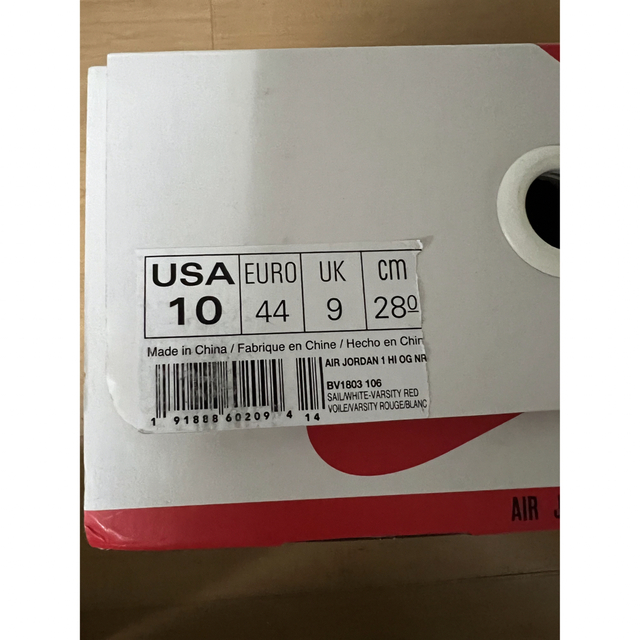 USA EURO UK cm
10 44 9 28.0
Made in China / Fabrique en Chine / Hecho en Chin
AIR JORDAN 1 HI OG NR
BV1803 106
SAIL/WHITE-VARSITY RED
VOILE/VARSITY ROUGE/BLANC
1 91888 60209 4 14
AIR J